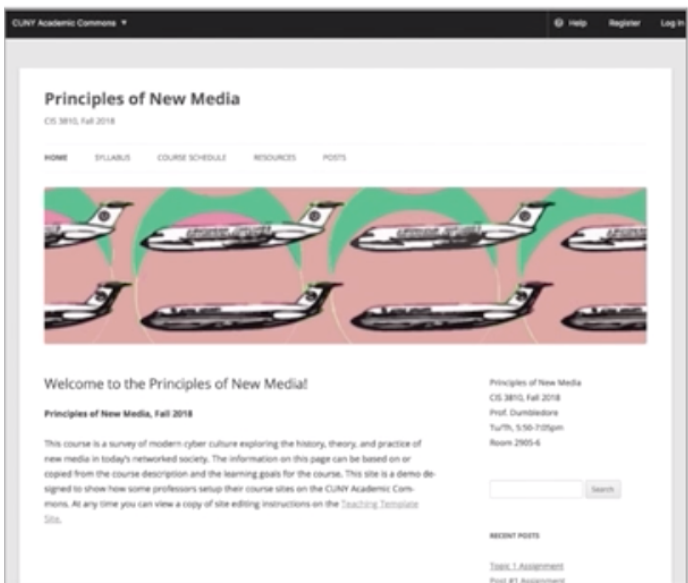 CUNY Academic Commons
Help Register Log In
Principles of New Media
CIS 3810, Fall 2018
HOME SYLLABUS COURSE SCHEDULE RESOURCES POSTS
Welcome to the Principles of New Media!
Principles of New Media, Fall 2018
This course is a survey of modern cyber culture exploring the history, theory, and practice of
new media in today's networked society. The information on this page can be based on or
copied from the course description and the learning goals for the course. This site is a demo de-
signed to show how some professors setup their course sites on the CUNY Academic Com-
mons. At any time you can view a copy of site editing instructions on the Teaching Template
Site.
Principles of New Media
CIS 3810, Fall 2018
Prof. Dumbledore
Tu/Th, 5:50-7:05pm
Room 2905-6
Search
RECENT POSTS
Topic 1 Assignment
Post #1 Assignment